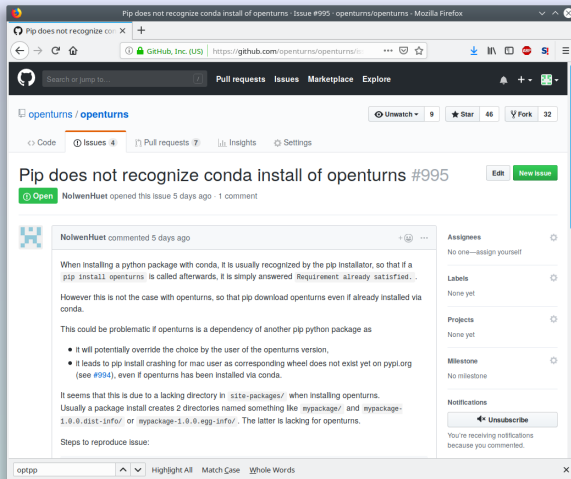 Pip does not recognize conda install of openturns · Issue #995 · openturns/openturns - Mozilla Firefox
Pip does not recognize con
GitHub, Inc. (US) https://github.com/openturns/openturns/is
Search or jump to... / Pull requests Issues Marketplace Explore
openturns / openturns Unwatch 9 Star 46 Fork 32
Code Issues 4 Pull requests 7 Insights Settings
Pip does not recognize conda install of openturns #995 Edit New issue
Open NolwenHuet opened this issue 5 days ago · 1 comment
NolwenHuet commented 5 days ago
When installing a python package with conda, it is usually recognized by the pip installator, so that if a
pip install openturns is called afterwards, it is simply answered Requirement already satisfied. .
However this is not the case with openturns, so that pip download openturns even if already installed via
conda.
This could be problematic if openturns is a dependency of another pip python package as
it will potentially override the choice by the user of the openturns version,
it leads to pip install crashing for mac user as corresponding wheel does not exist yet on pypi.org
(see #994), even if openturns has been installed via conda.
It seems that this is due to a lacking directory in site-packages/ when installing openturns.
Usually a package install creates 2 directories named something like mypackage/ and mypackage-
1.0.0.dist-info/ or mypackage-1.0.0.egg-info/ . The latter is lacking for openturns.
Steps to reproduce issue:
Assignees
No one—assign yourself
Labels
None yet
Projects
None yet
Milestone
No milestone
Notifications
Unsubscribe
You're receiving notifications
because you commented.
optpp Highlight All Match Case Whole Words